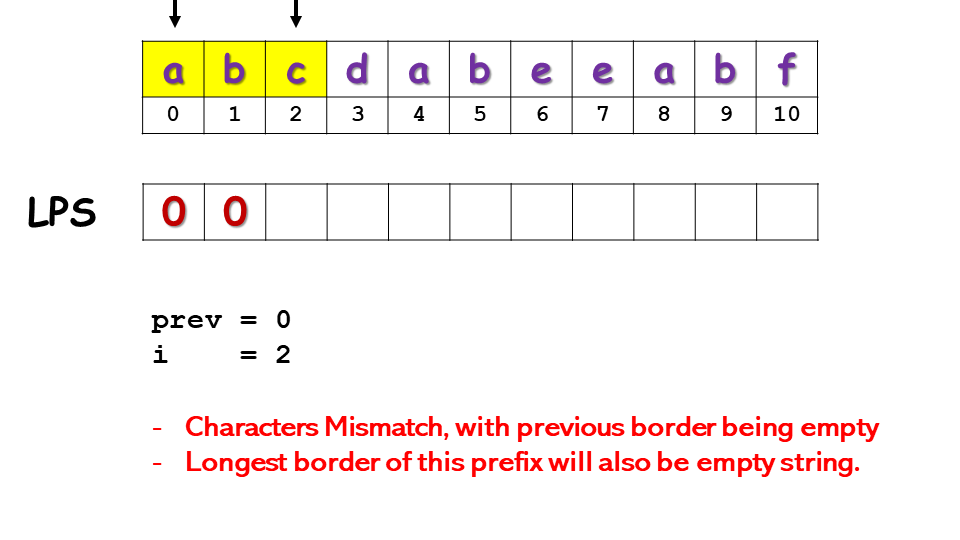 a b c d a b e e a b f
0 1 2 3 4 5 6 7 8 9 10
LPS 0 0
prev = 0
i = 2
- Characters Mismatch, with previous border being empty
- Longest border of this prefix will also be empty string.